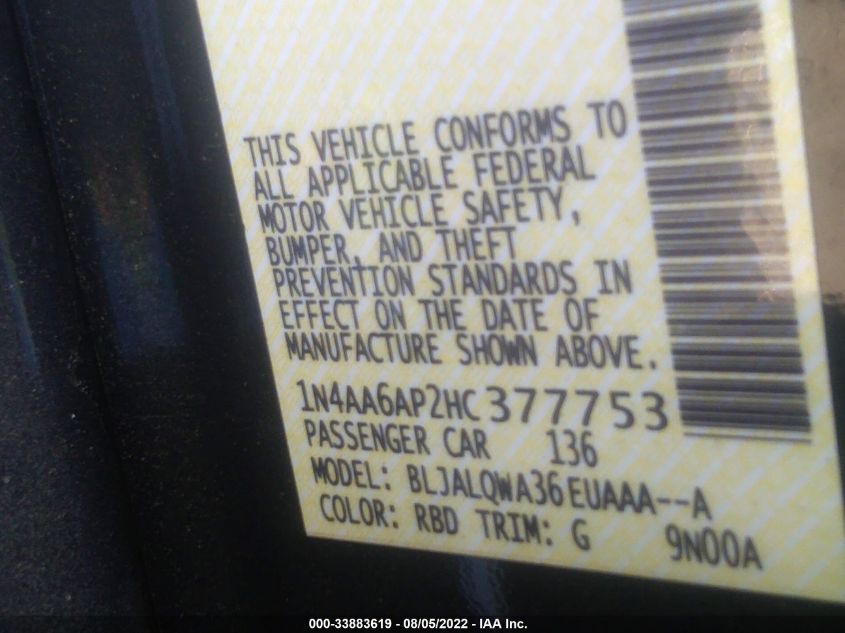 THIS VEHICLE CONFORMS TO
ALL APPLICABLE FEDERAL
MOTOR VEHICLE SAFETY,
BUMPER, AND THEFT
PREVENTION STANDARDS IN
EFFECT ON THE DATE OF
MANUFACTURE SHOWN ABOVE.
1N4AA6AP2HC377753
PASSENGER CAR 136
MODEL: BLJALQWA36EUAAA--A
COLOR: RBD TRIM: G 9N00A
000-33883619 - 08/05/2022 - IAA Inc.